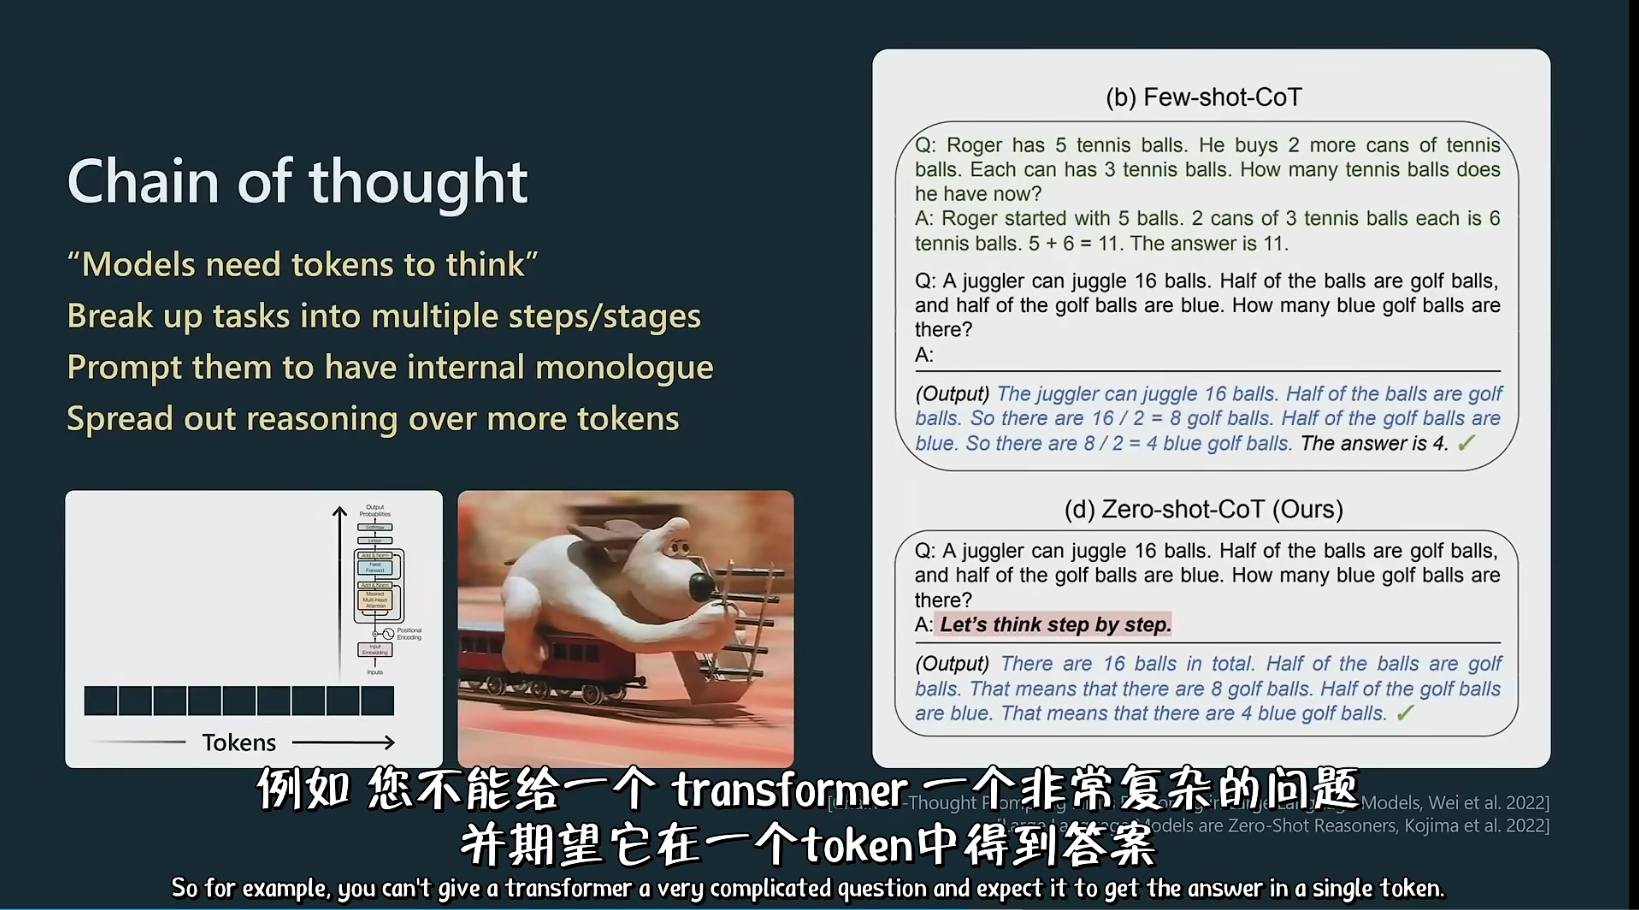 Chain of thought
“Models need tokens to think”
Break up tasks into multiple steps/stages
Prompt them to have internal monologue
Spread out reasoning over more tokens
Output
Probabilities
Softmax
Linear
Add & Norm
Feed
Forward
Add & Norm
Masked
Multi-Head
Attention
Positional
Encoding
Input
Embedding
Inputs
Tokens
(b) Few-shot-CoT
Q: Roger has 5 tennis balls. He buys 2 more cans of tennis
balls. Each can has 3 tennis balls. How many tennis balls does
he have now?
A: Roger started with 5 balls. 2 cans of 3 tennis balls each is 6
tennis balls. 5 + 6 = 11. The answer is 11.
Q: A juggler can juggle 16 balls. Half of the balls are golf balls,
and half of the golf balls are blue. How many blue golf balls are
there?
A:
(Output) The juggler can juggle 16 balls. Half of the balls are golf
balls. So there are 16 / 2 = 8 golf balls. Half of the golf balls are
blue. So there are 8 / 2 = 4 blue golf balls. The answer is 4. ✓
(d) Zero-shot-CoT (Ours)
Q: A juggler can juggle 16 balls. Half of the balls are golf balls,
and half of the golf balls are blue. How many blue golf balls are
there?
A: Let’s think step by step.
(Output) There are 16 balls in total. Half of the balls are golf
balls. That means that there are 8 golf balls. Half of the golf balls
are blue. That means that there are 4 blue golf balls. ✓
-Thought Models, Wei et al. 2022]
Models are Zero-Shot Reasoners, Kojima et al. 2022]
例如 您不能给一个 transformer 一个非常复杂的问题
并期望它在一个token中得到答案
So for example, you can't give a transformer a very complicated question and expect it to get the answer in a single token.